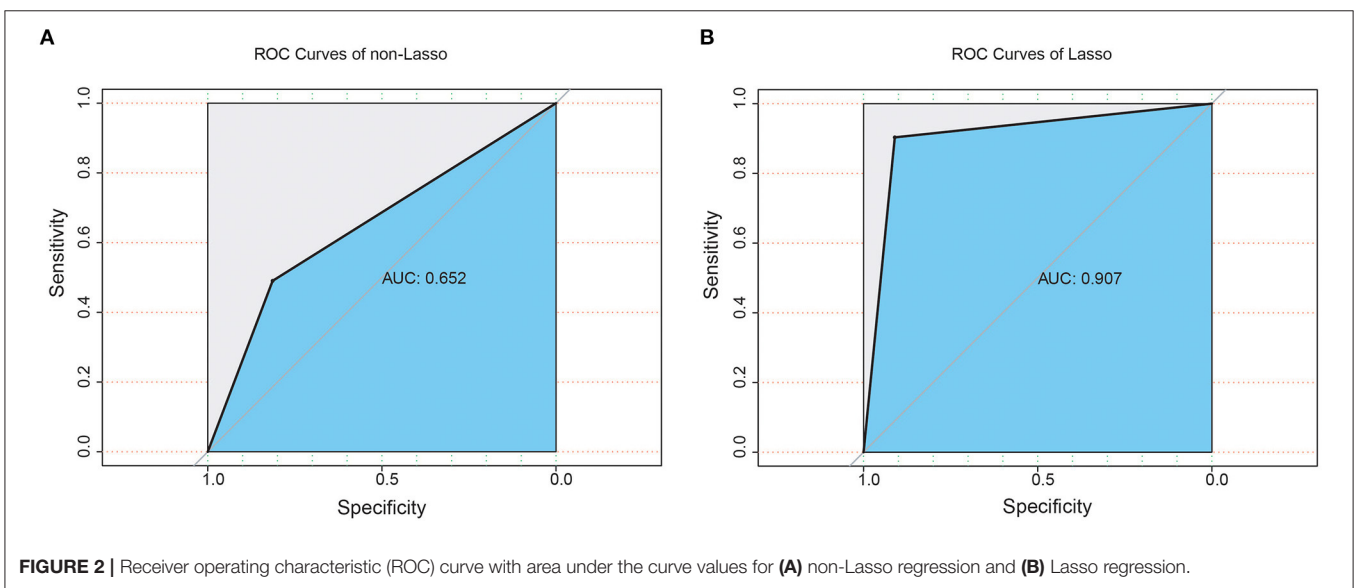 A
ROC Curves of non-Lasso
Sensitivity
1.0
0.8
0.6
0.4
0.2
0.0
AUC: 0.652
1.0 0.5 0.0
Specificity
B
ROC Curves of Lasso
Sensitivity
1.0
0.8
0.6
0.4
0.2
0.0
AUC: 0.907
1.0 0.5 0.0
Specificity
FIGURE 2 | Receiver operating characteristic (ROC) curve with area under the curve values for (A) non-Lasso regression and (B) Lasso regression.